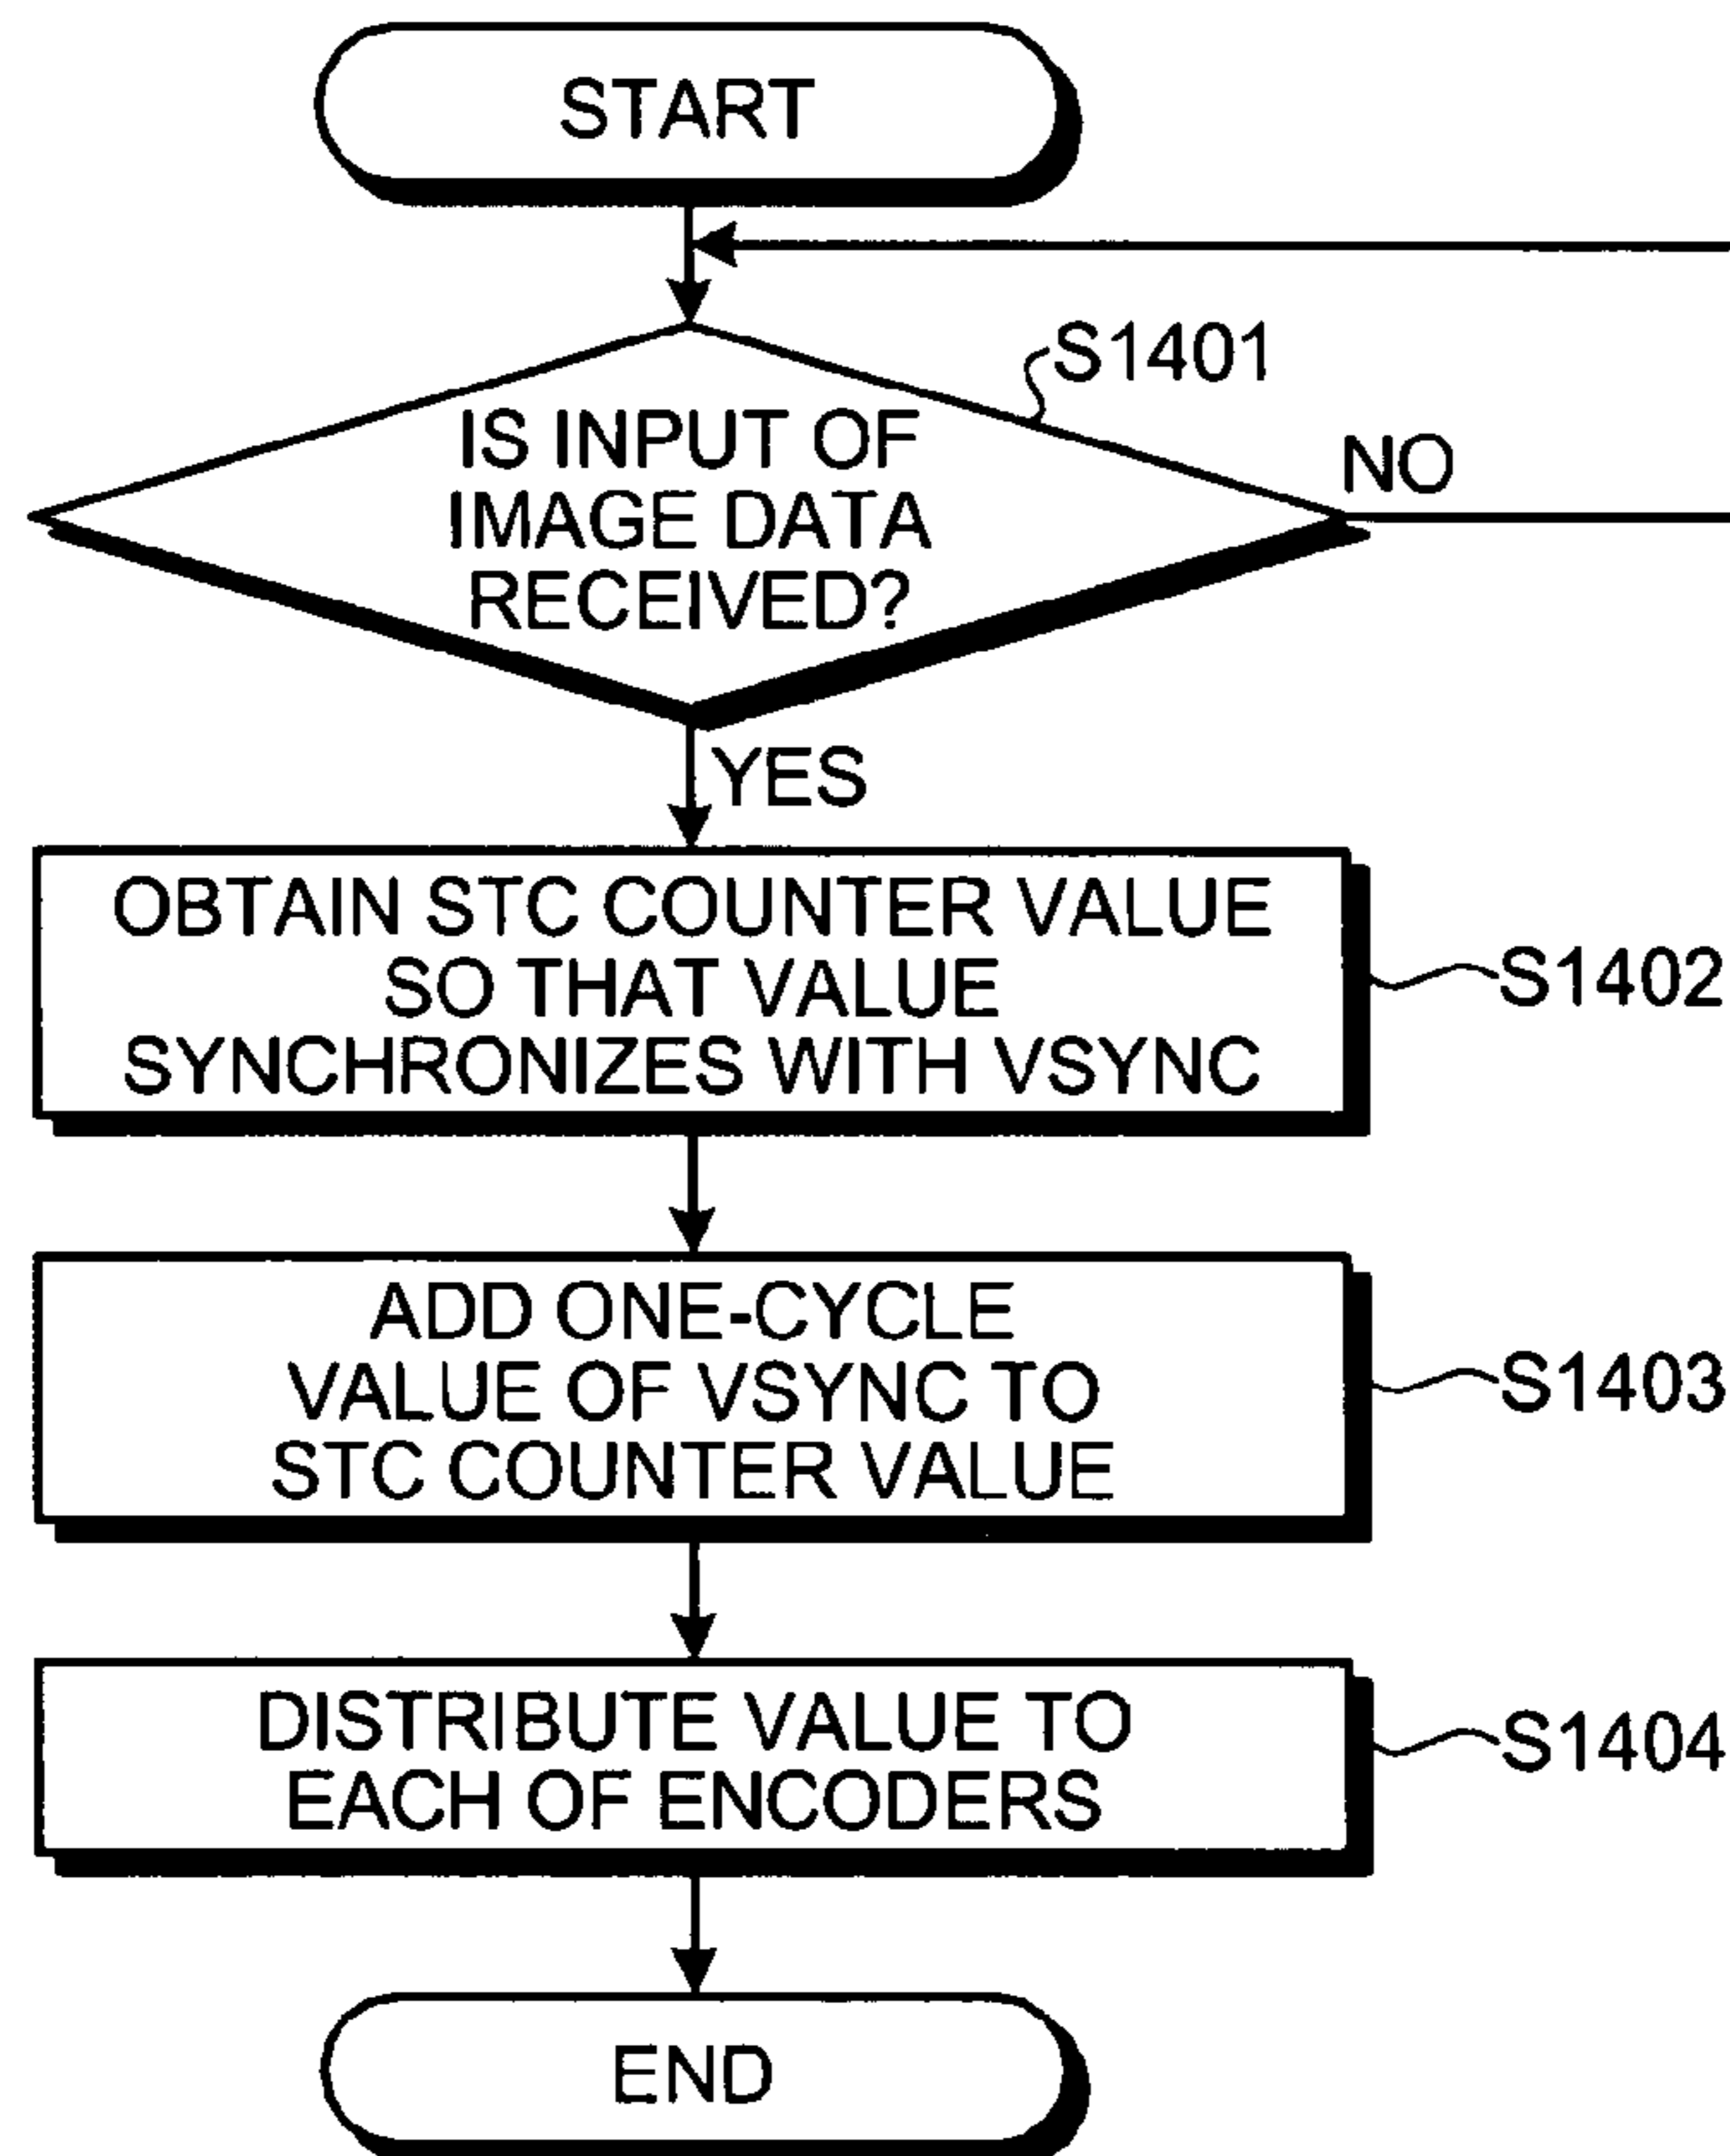 START
S1401
IS INPUT OF
IMAGE DATA
RECEIVED?
NO
YES
OBTAIN STC COUNTER VALUE
SO THAT VALUE
SYNCHRONIZES WITH VSYNC
S1402
ADD ONE-CYCLE
VALUE OF VSYNC TO
STC COUNTER VALUE
S1403
DISTRIBUTE VALUE TO
EACH OF ENCODERS
S1404
END